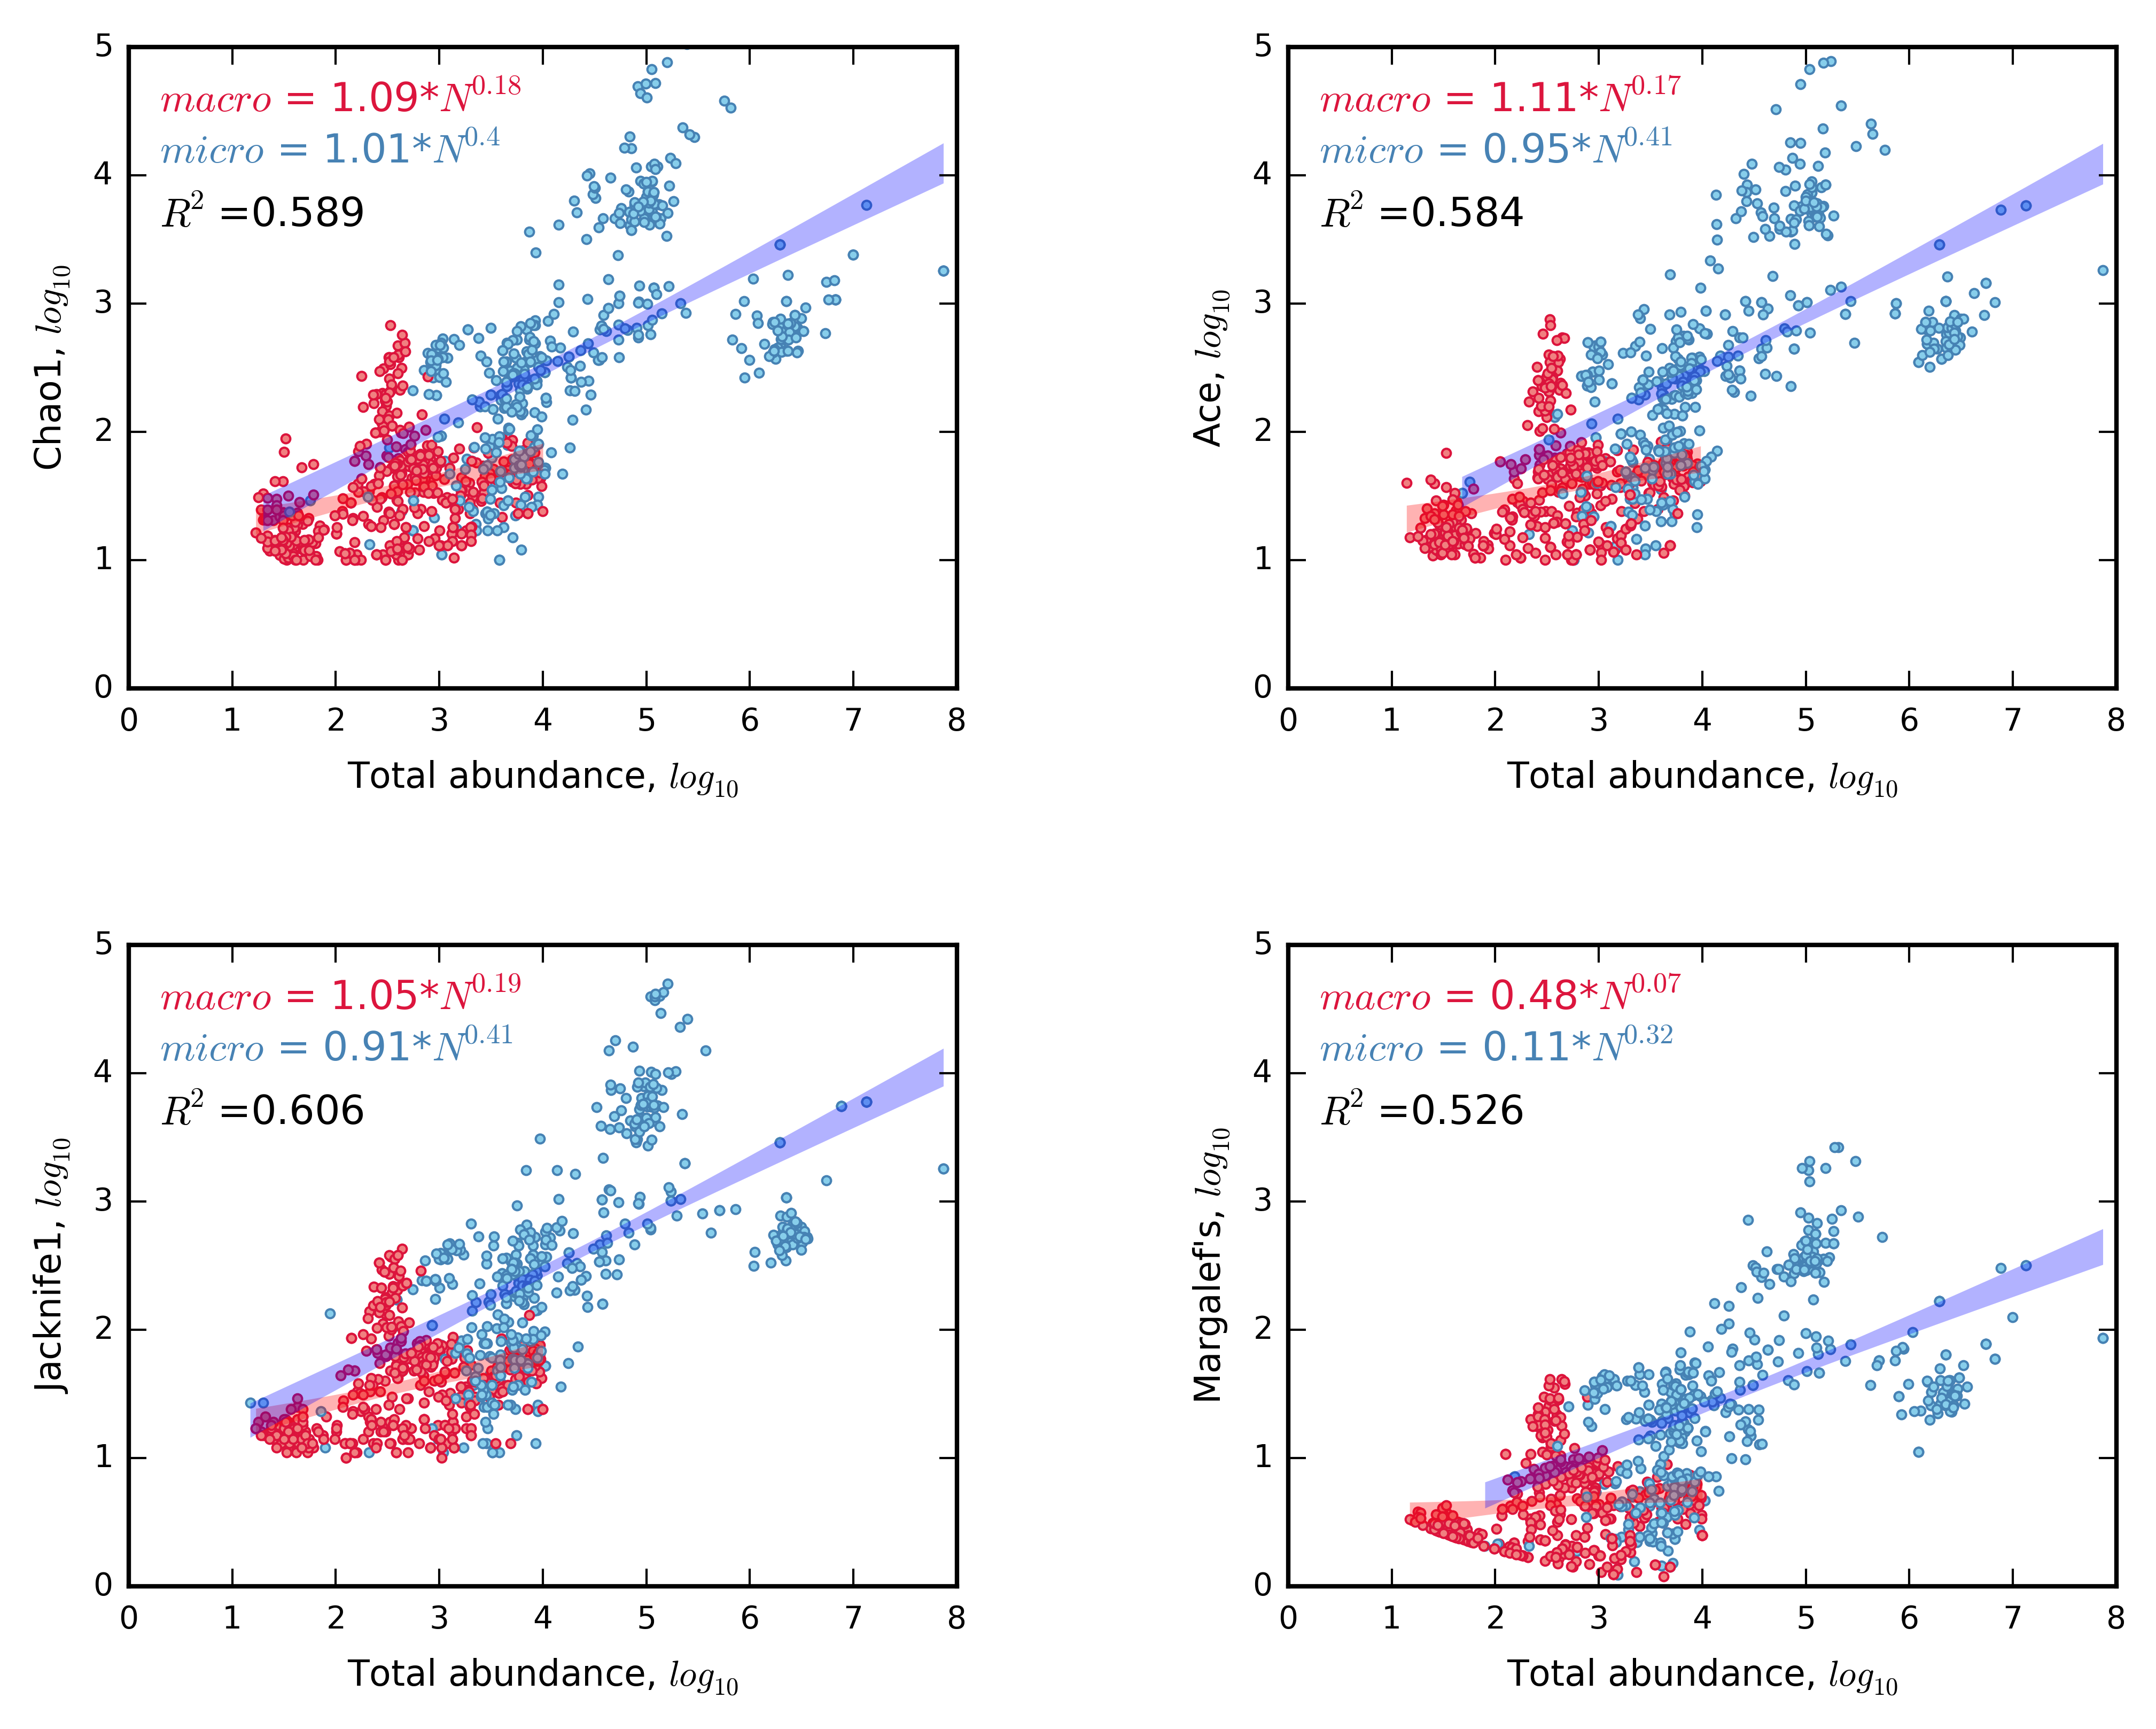 macro = 1.09*N^0.18
micro = 1.01*N^0.4
R² =0.589
Chao1, log₁₀
5
4
3
2
1
0
0 1 2 3 4 5 6 7 8
Total abundance, log₁₀
macro = 1.11*N^0.17
micro = 0.95*N^0.41
R² =0.584
Ace, log₁₀
5
4
3
2
1
0
0 1 2 3 4 5 6 7 8
Total abundance, log₁₀
macro = 1.05*N^0.19
micro = 0.91*N^0.41
R² =0.606
Jacknife1, log₁₀
5
4
3
2
1
0
0 1 2 3 4 5 6 7 8
Total abundance, log₁₀
macro = 0.48*N^0.07
micro = 0.11*N^0.32
R² =0.526
Margalef's, log₁₀
5
4
3
2
1
0
0 1 2 3 4 5 6 7 8
Total abundance, log₁₀